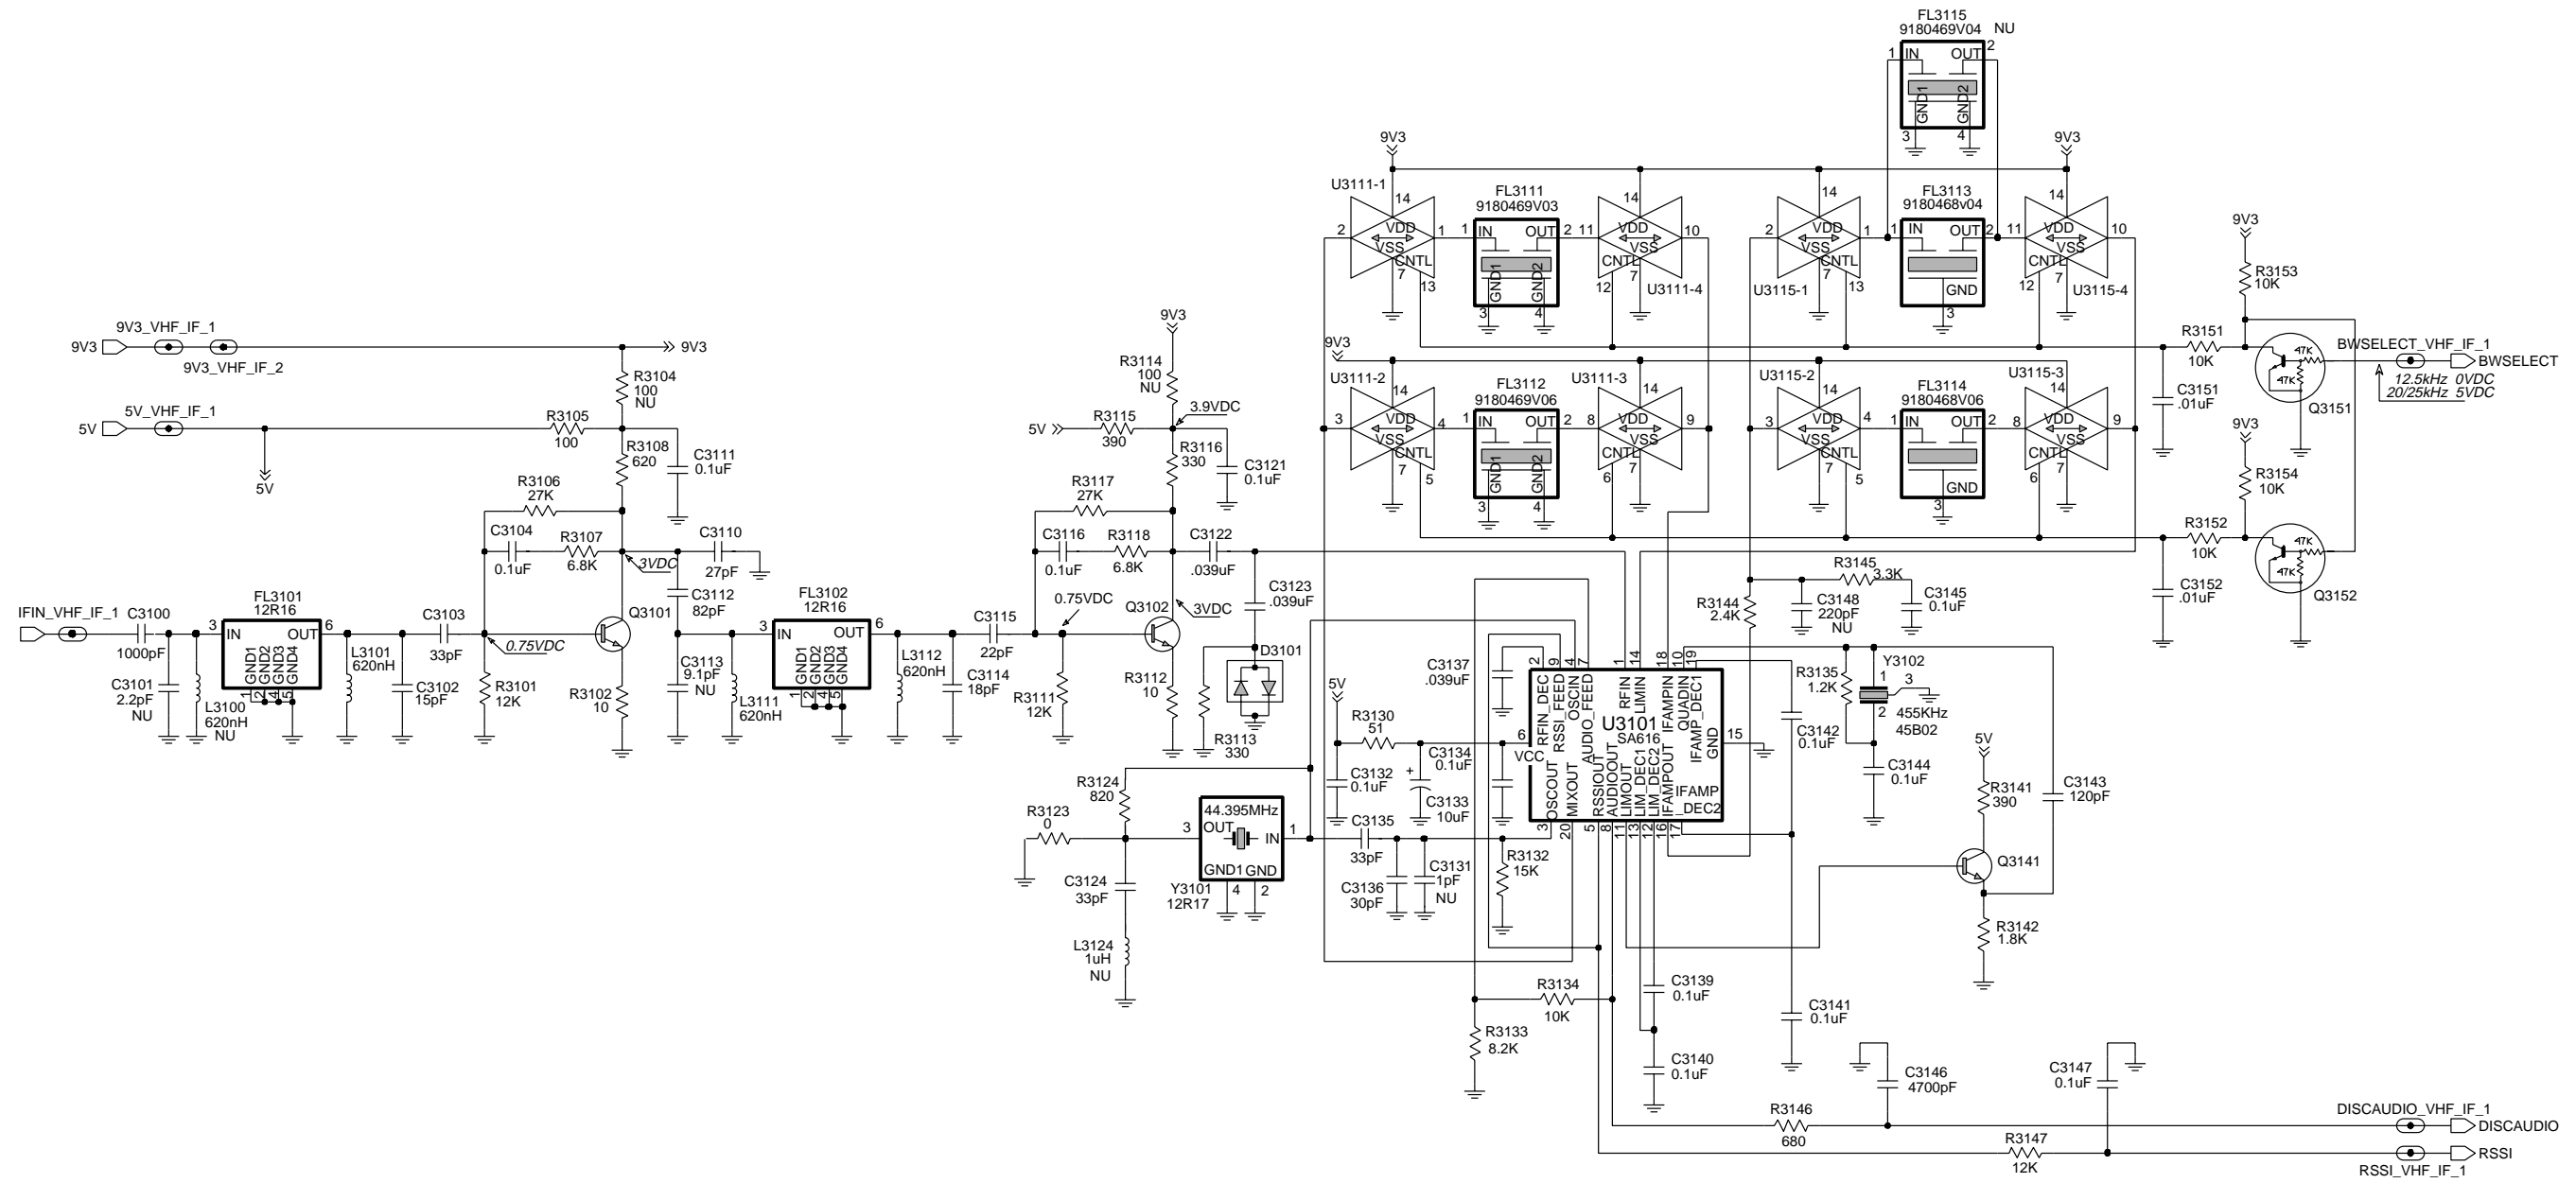 FL3115
9180469V04 NU
1 IN OUT 2
GND1 GND2
3 4
9V3 9V3
U3111-1
14 VDD VSS CNTL 7 13
2 1
FL3111
9180469V03
1 IN OUT 2
GND1 GND2
3 4
11 14 VDD VSS CNTL 7 12 10
U3111-4
2 14 VDD VSS CNTL 7 13 1
U3115-1
FL3113
9180468v04
1 IN OUT 2
GND
3
11 14 VDD VSS CNTL 7 12 10
U3115-4
9V3
R3153
10K
R3151
10K
C3151
.01uF
47K
47K
Q3151
BWSELECT_VHF_IF_1
BWSELECT
12.5kHz 0VDC
20/25kHz 5VDC
9V3
U3111-2
3 14 VDD VSS CNTL 7 5 4
FL3112
9180469V06
1 IN OUT 2
GND1 GND2
3 4
U3111-3
8 14 VDD VSS CNTL 7 6 9
U3115-2
3 14 VDD VSS CNTL 7 5 4
FL3114
9180468V06
1 IN OUT 2
GND
3
U3115-3
8 14 VDD VSS CNTL 7 6 9
9V3
R3154
10K
R3152
10K
C3152
.01uF
47K
47K
Q3152
9V3_VHF_IF_1
9V3
9V3_VHF_IF_2
9V3
R3104
100
NU
5V_VHF_IF_1
5V
5V
R3105
100
R3108
620
C3111
0.1uF
R3106
27K
C3104
0.1uF
R3107
6.8K
3VDC
C3110
27pF
C3112
82pF
IFIN_VHF_IF_1
C3100
1000pF
C3101
2.2pF
NU
L3100
620nH
NU
FL3101
12R16
3 IN OUT 6
GND1
GND2
GND3
GND4
1 2 4 5
L3101
620nH
C3102
15pF
C3103
33pF
0.75VDC
R3101
12K
Q3101
R3102
10
C3113
9.1pF
NU
L3111
620nH
FL3102
12R16
3 IN OUT 6
GND1
GND2
GND3
GND4
1 2 4 5
L3112
620nH
C3114
18pF
C3115
22pF
9V3
R3114
100
NU
3.9VDC
5V
R3115
390
R3116
330
C3121
0.1uF
R3117
27K
C3116
0.1uF
R3118
6.8K
C3122
.039uF
0.75VDC
Q3102
3VDC
R3111
12K
R3112
10
C3123
.039uF
D3101
R3113
330
R3124
820
R3123
0
C3124
33pF
L3124
1uH
NU
44.395MHz
3 OUT IN 1
GND1 GND
4 2
Y3101
12R17
5V
R3130
51
C3132
0.1uF
C3134
0.1uF
+
C3133
10uF
C3135
33pF
C3136
30pF
C3131
1pF
NU
R3132
15K
C3137
.039uF
2 9 4 7 1 14 18 10 19
RFIN_DEC
RSSI_FEED
OSCIN
AUDIO_FEED
RFIN
LIMIN
IFAMPIN
QUADIN
IFAMP_DEC1
U3101
SA616
6
VCC
GND
15
OSCOUT
MIXOUT
RSSIOUT
AUDIOOUT
LIMOUT
LIM_DEC1
LIM_DEC2
IFAMPOUT
IFAMP
_DEC2
3 20 5 8 11 13 12 16 17
R3144
2.4K
C3148
220pF
NU
R3145
3.3K
C3145
0.1uF
R3135
1.2K
Y3102
1
3
2
455KHz
45B02
C3142
0.1uF
C3144
0.1uF
5V
R3141
390
C3143
120pF
Q3141
R3142
1.8K
R3134
10K
R3133
8.2K
C3139
0.1uF
C3140
0.1uF
C3141
0.1uF
C3146
4700pF
C3147
0.1uF
R3146
680
R3147
12K
DISCAUDIO_VHF_IF_1
DISCAUDIO
RSSI
RSSI_VHF_IF_1